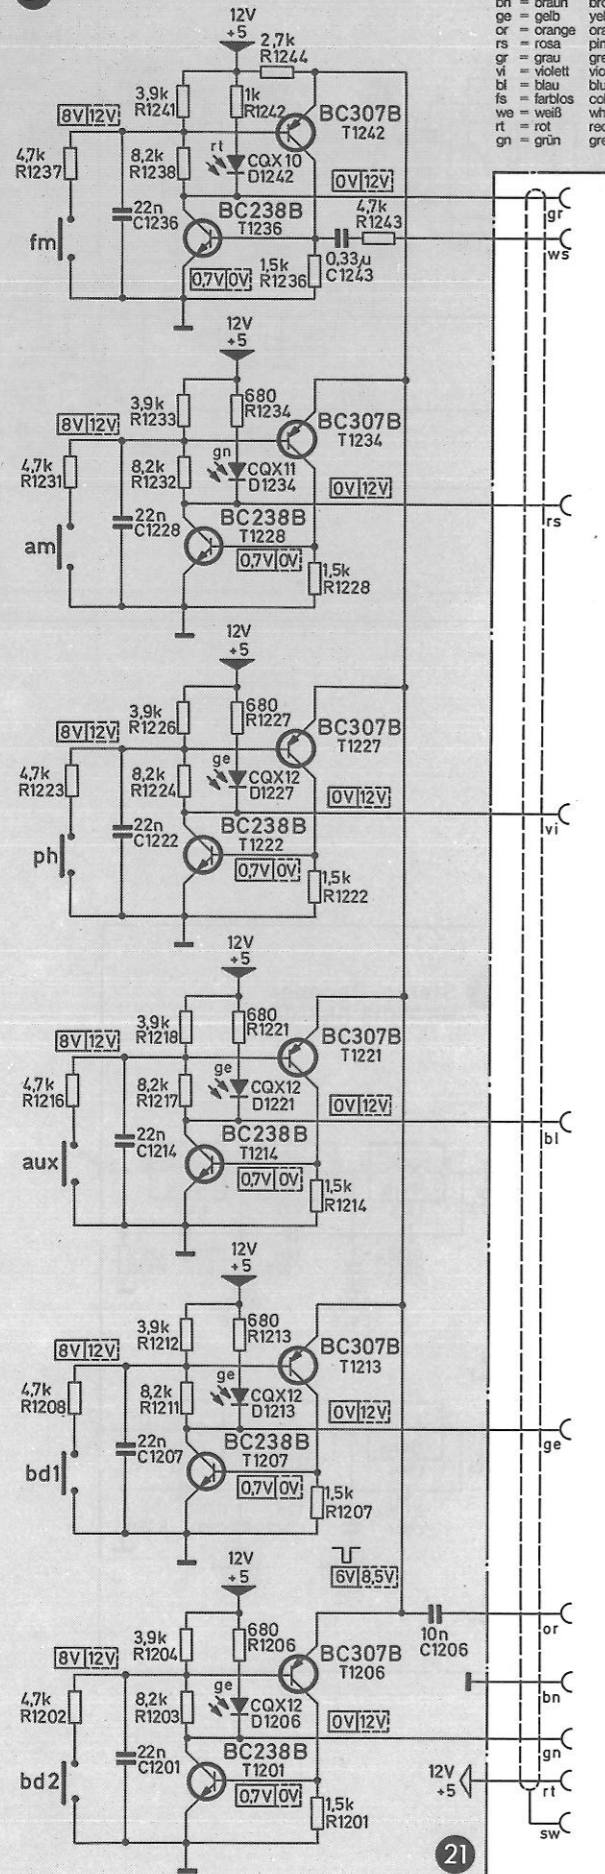 bn = braun
ge = gelb
or = orange
rs = rosa
gr = grau
vi = violett
bl = blau
fs = farblos
we = weiß
rt = rot
gn = grün
12V
+5
2,7k
R1244
3,9k
R1241
1k
R1242
BC307B
T1242
8V 12V
4,7k
R1237
8,2k
R1238
rt
CQX10
D1242
0V 12V
gr
22n
C1236
BC238B
T1236
4,7k
R1243
fm
ws
0,7V 0V
1,5k
R1236
0,33µ
C1243
12V
+5
3,9k
R1233
680
R1234
BC307B
T1234
8V 12V
4,7k
R1231
8,2k
R1232
gn
CQX11
D1234
0V 12V
rs
22n
C1228
BC238B
T1228
am
0,7V 0V
1,5k
R1228
12V
+5
3,9k
R1226
680
R1227
BC307B
T1227
8V 12V
4,7k
R1223
8,2k
R1224
ge
CQX12
D1227
0V 12V
vi
22n
C1222
BC238B
T1222
ph
0,7V 0V
1,5k
R1222
12V
+5
3,9k
R1218
680
R1221
BC307B
T1221
8V 12V
4,7k
R1216
8,2k
R1217
ge
CQX12
D1221
0V 12V
bl
22n
C1214
BC238B
T1214
aux
0,7V 0V
1,5k
R1214
12V
+5
3,9k
R1212
680
R1213
BC307B
T1213
8V 12V
4,7k
R1208
8,2k
R1211
ge
CQX12
D1213
0V 12V
ge
22n
C1207
BC238B
T1207
bd1
0,7V 0V
1,5k
R1207
12V
+5
6V 8,5V
3,9k
R1204
680
R1206
BC307B
T1206
10n
C1206
or
8V 12V
4,7k
R1202
8,2k
R1203
ge
CQX12
D1206
0V 12V
bn
gn
22n
C1201
BC238B
T1201
bd2
0,7V 0V
12V
+5
rt
1,5k
R1201
sw
21